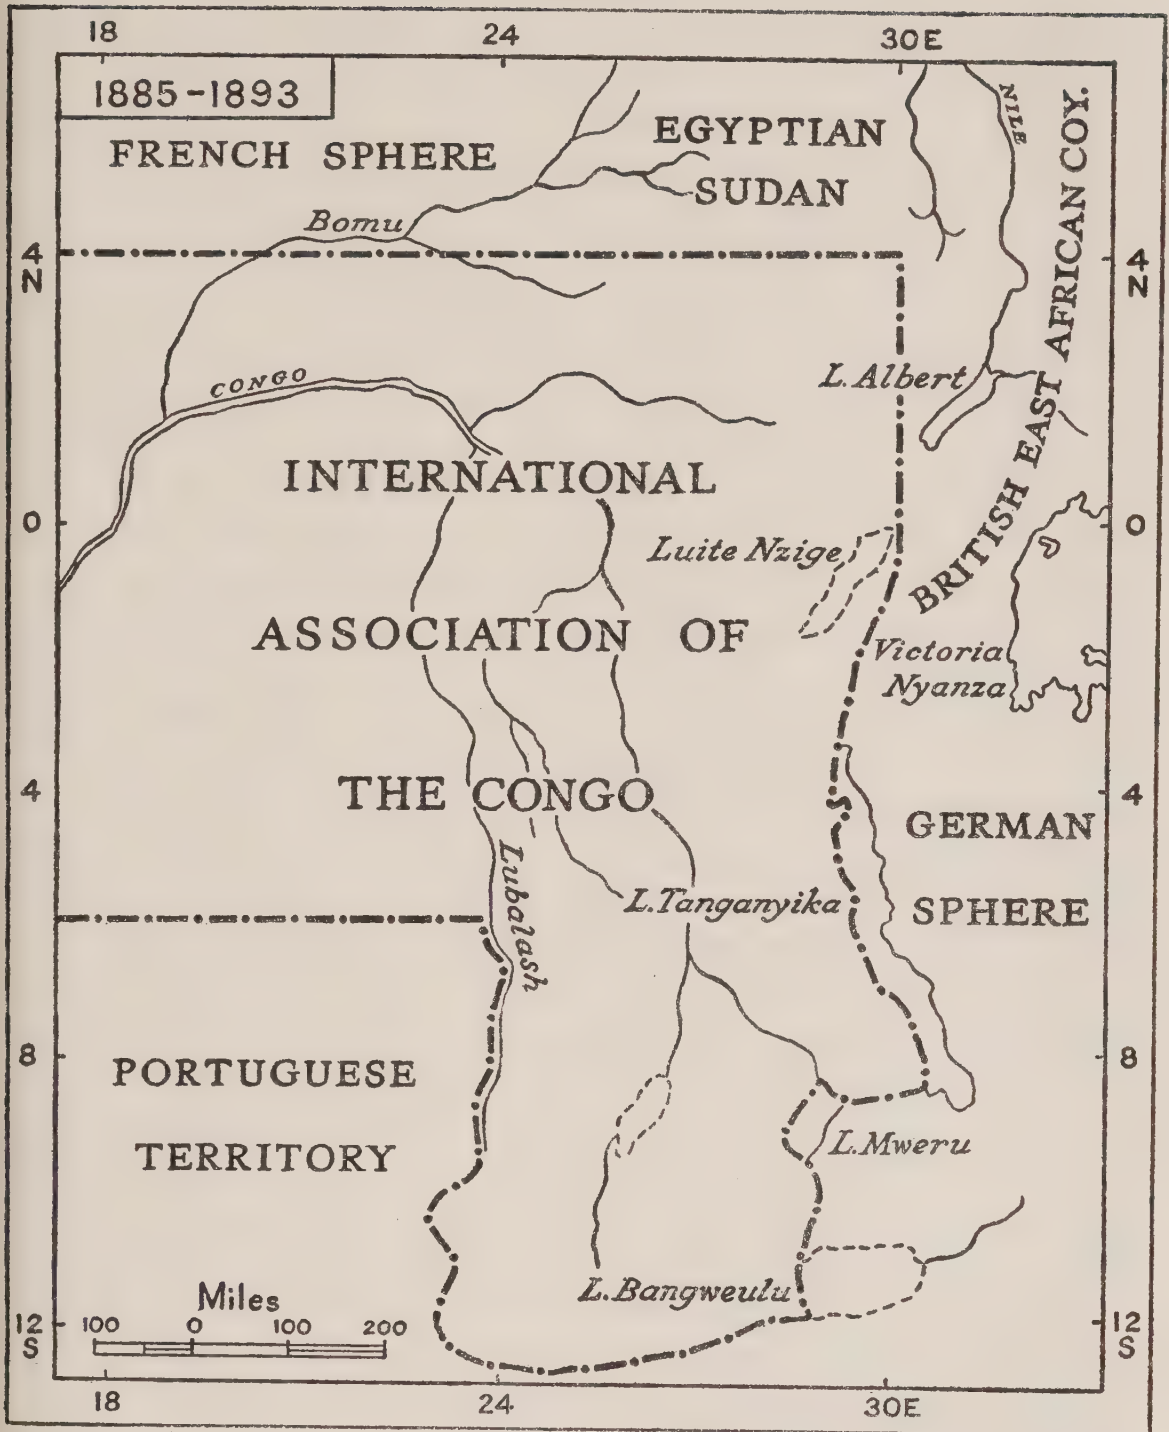 18 24 30E
1885-1893
FRENCH SPHERE
EGYPTIAN
SUDAN
NILE
BRITISH EAST AFRICAN COY.
Bomu
4
N
4
N
CONGO
L. Albert
INTERNATIONAL
0
0
Luite Nzige
ASSOCIATION OF
Victoria
Nyanza
THE CONGO
4
4
GERMAN
SPHERE
Lubalash
L. Tanganyika
8
8
PORTUGUESE
TERRITORY
L. Mweru
L. Bangweulu
Miles
100 0 100 200
12
S
12
S
18 24 30E